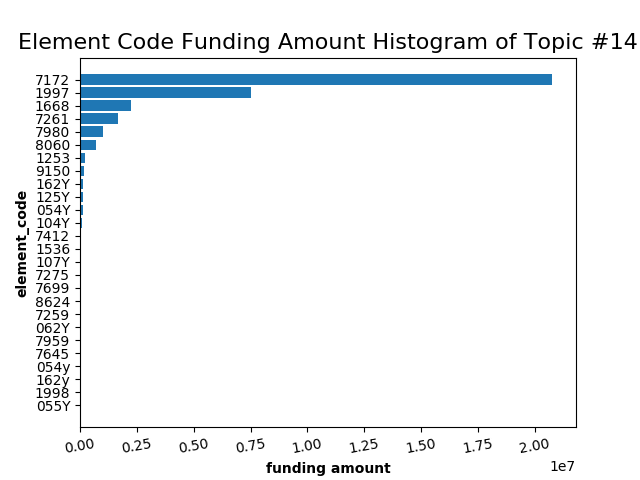 Element Code Funding Amount Histogram of Topic #14
7172
1997
1668
7261
7980
8060
1253
9150
162Y
125Y
054Y
104Y
7412
1536
107Y
7275
7699
8624
7259
062Y
7959
7645
054y
162y
1998
055Y
element_code
0.00 0.25 0.50 0.75 1.00 1.25 1.50 1.75 2.00
1e7
funding amount